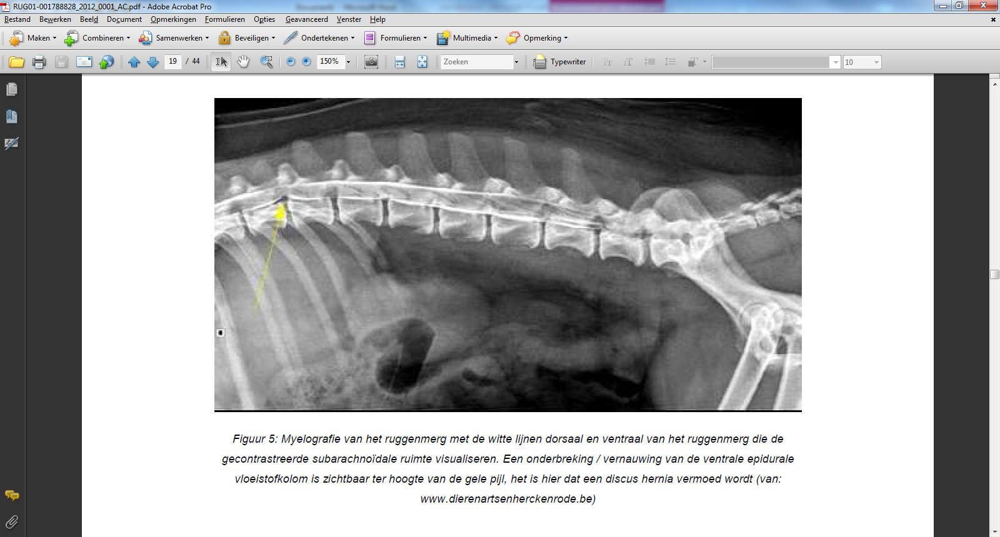 RUG01-001788828_2012_0001_AC.pdf - Adobe Acrobat Pro
Bestand Bewerken Beeld Document Opmerkingen Formulieren Opties Geavanceerd Venster Help
Maken Combineren Samenwerken Beveiligen Ondertekenen Formulieren Multimedia Opmerking
19 / 44 150% Zoeken Typewriter 10
Figuur 5: Myelografie van het ruggenmerg met de witte lijnen dorsaal en ventraal van het ruggenmerg die de
gecontrastreerde subarachnoïdale ruimte visualiseren. Een onderbreking / vernauwing van de ventrale epidurale
vloeistofkolom is zichtbaar ter hoogte van de gele pijl, het is hier dat een discus hernia vermoed wordt (van:
www.dierenartsenherckenrode.be)